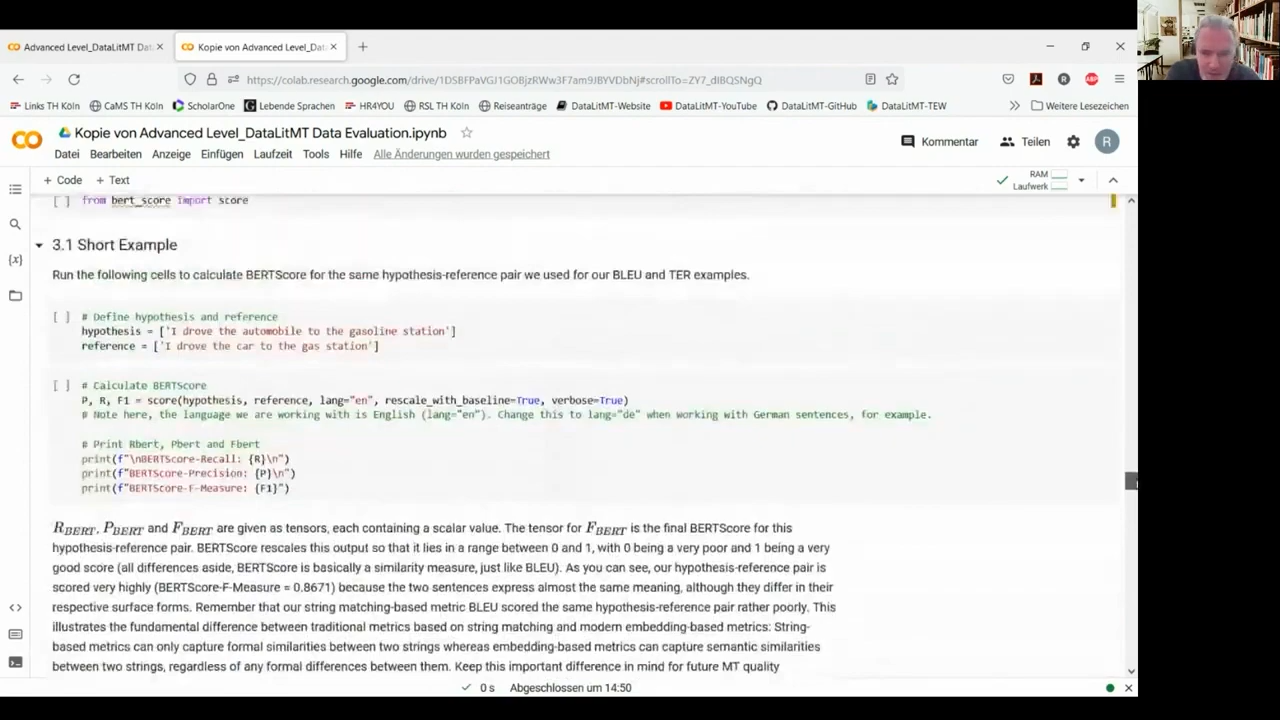 Advanced Level_DataLitMT Dat
Kopie von Advanced Level_Da
https://colab.research.google.com/drive/1DSBFPaVGJ1GOBjzRWw3F7am9JBYVDbNj#scrollTo=ZY7_dIBQSNgQ
Links TH Köln CaMS TH Köln ScholarOne Lebende Sprachen HR4YOU RSL TH Köln Reiseanträge DataLitMT-Website DataLitMT-YouTube DataLitMT-GitHub DataLitMT-TEW Weitere Lesezeichen
Kopie von Advanced Level_DataLitMT Data Evaluation.ipynb
Kommentar Teilen R
Datei Bearbeiten Anzeige Einfügen Laufzeit Tools Hilfe Alle Änderungen wurden gespeichert
+ Code + Text
RAM
Laufwerk
[ ] from bert_score import score
3.1 Short Example
Run the following cells to calculate BERTScore for the same hypothesis-reference pair we used for our BLEU and TER examples.
[ ] # Define hypothesis and reference
hypothesis = ['I drove the automobile to the gasoline station']
reference = ['I drove the car to the gas station']
[ ] # Calculate BERTScore
P, R, F1 = score(hypothesis, reference, lang="en", rescale_with_baseline=True, verbose=True)
# Note here, the language we are working with is English (lang="en"). Change this to lang="de" when working with German sentences, for example.
# Print Rbert, Pbert and Fbert
print(f"\nBERTScore-Recall: {R}\n")
print(f"BERTScore-Precision: {P}\n")
print(f"BERTScore-F-Measure: {F1}")
R_BERT, P_BERT and F_BERT are given as tensors, each containing a scalar value. The tensor for F_BERT is the final BERTScore for this
hypothesis-reference pair. BERTScore rescales this output so that it lies in a range between 0 and 1, with 0 being a very poor and 1 being a very
good score (all differences aside, BERTScore is basically a similarity measure, just like BLEU). As you can see, our hypothesis-reference pair is
scored very highly (BERTScore-F-Measure = 0.8671) because the two sentences express almost the same meaning, although they differ in their
respective surface forms. Remember that our string matching-based metric BLEU scored the same hypothesis-reference pair rather poorly. This
illustrates the fundamental difference between traditional metrics based on string matching and modern embedding-based metrics: String-
based metrics can only capture formal similarities between two strings whereas embedding-based metrics can capture semantic similarities
between two strings, regardless of any formal differences between them. Keep this important difference in mind for future MT quality
0 s Abgeschlossen um 14:50